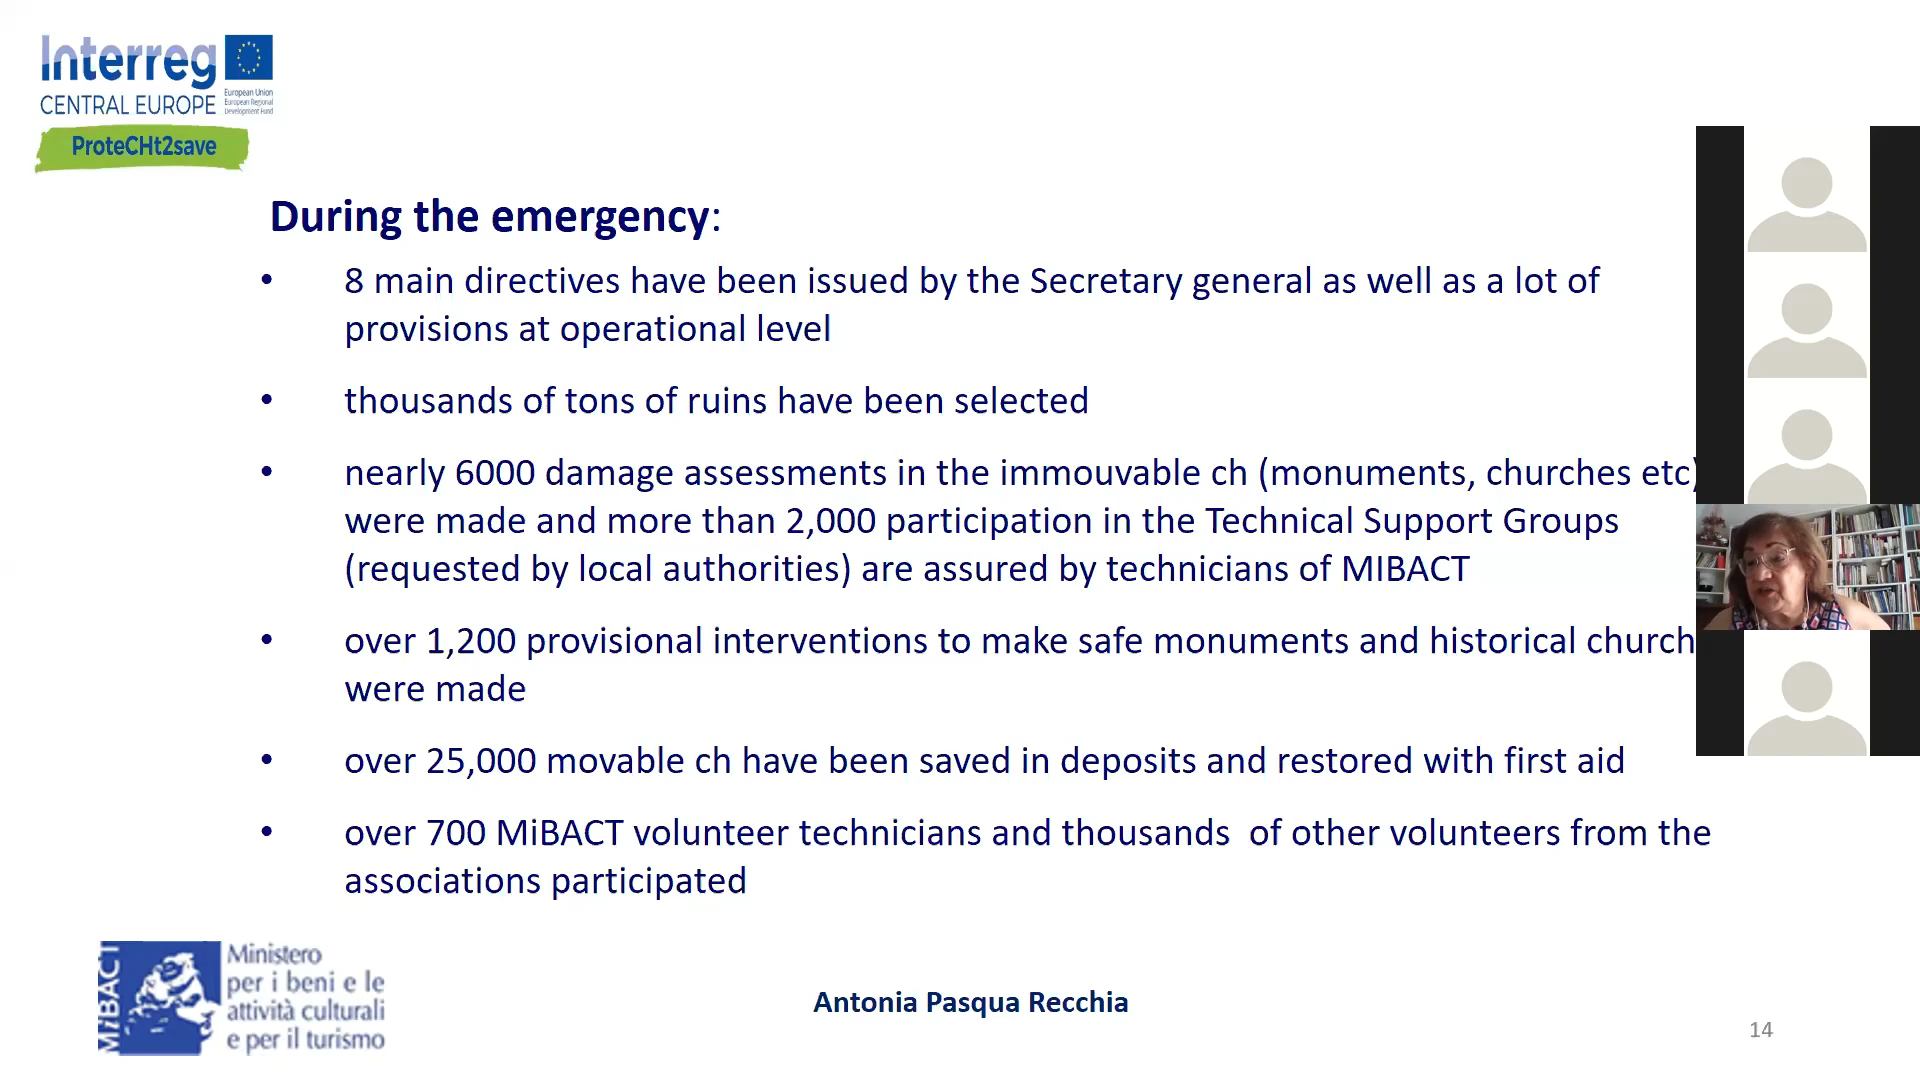 Interreg
CENTRAL EUROPE
European Union
European Regional
Development Fund
ProteCHt2save
During the emergency:
• 8 main directives have been issued by the Secretary general as well as a lot of
provisions at operational level
• thousands of tons of ruins have been selected
• nearly 6000 damage assessments in the immouvable ch (monuments, churches etc)
were made and more than 2,000 participation in the Technical Support Groups
(requested by local authorities) are assured by technicians of MIBACT
• over 1,200 provisional interventions to make safe monuments and historical church
were made
• over 25,000 movable ch have been saved in deposits and restored with first aid
• over 700 MiBACT volunteer technicians and thousands of other volunteers from the
associations participated
MiBACT
Ministero
per i beni e le
attività culturali
e per il turismo
Antonia Pasqua Recchia
14